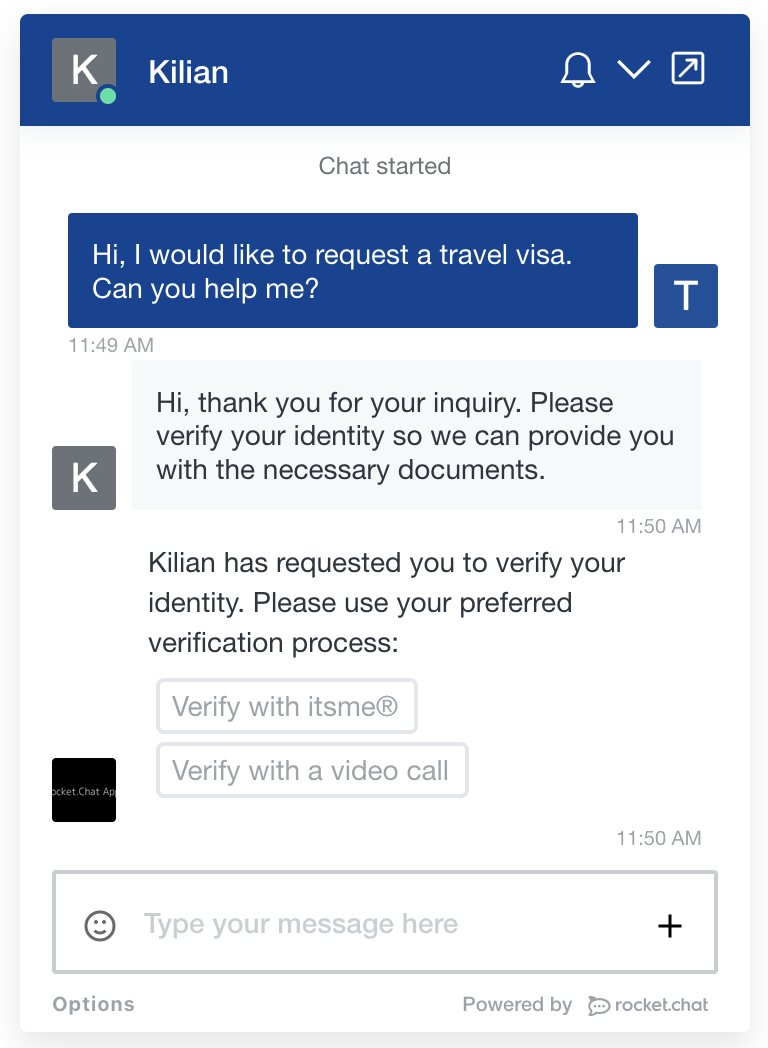 K
Kilian
Chat started
Hi, I would like to request a travel visa.
Can you help me?
T
11:49 AM
Hi, thank you for your inquiry. Please
verify your identity so we can provide you
with the necessary documents.
K
11:50 AM
Kilian has requested you to verify your
identity. Please use your preferred
verification process:
Verify with itsme®
Verify with a video call
ocket.Chat Ap
11:50 AM
Type your message here
Options
Powered by rocket.chat